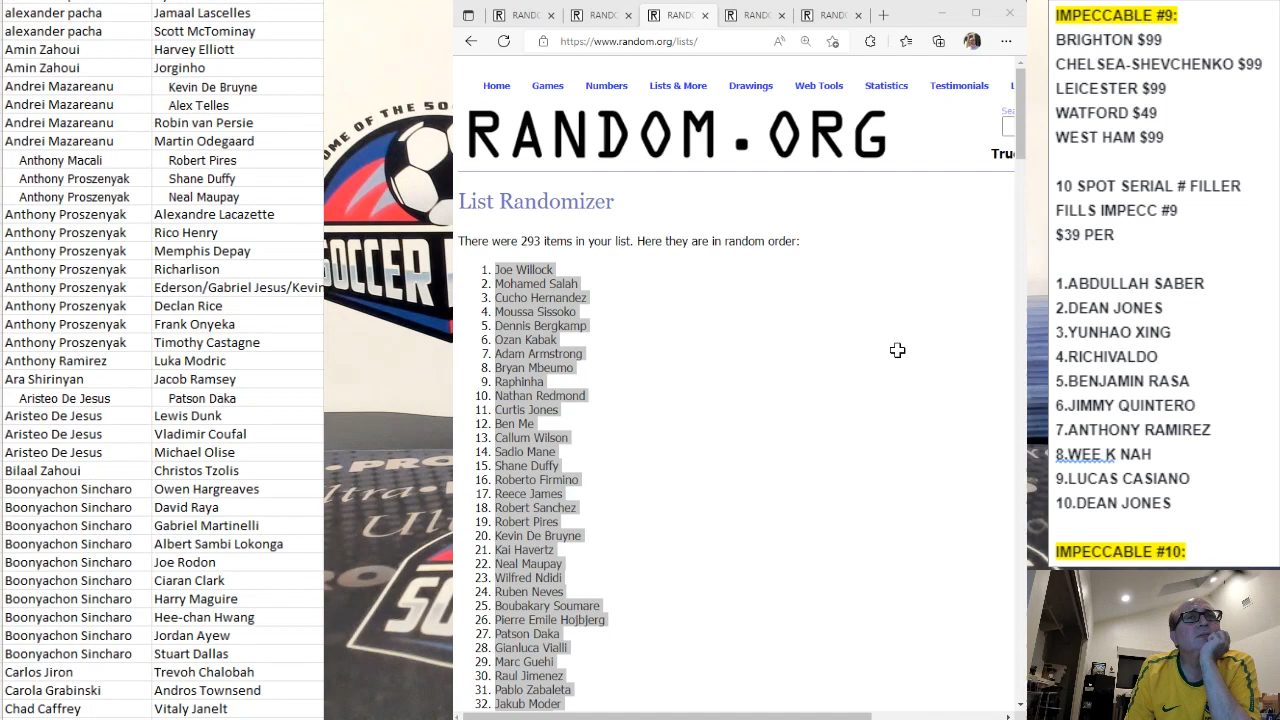 alexander pacha Jamaal Lascelles
alexander pacha Scott McTominay
Amin Zahoui Harvey Elliott
Amin Zahoui Jorginho
Andrei Mazareanu Kevin De Bruyne
Andrei Mazareanu Alex Telles
Andrei Mazareanu Robin van Persie
Andrei Mazareanu Martin Odegaard
Anthony Macali Robert Pires
Anthony Proszenyak Shane Duffy
Anthony Proszenyak Neal Maupay
Anthony Proszenyak Alexandre Lacazette
Anthony Proszenyak Rico Henry
Anthony Proszenyak Memphis Depay
Anthony Proszenyak Richarlison
Anthony Proszenyak Ederson/Gabriel Jesus/Kevin
Anthony Proszenyak Declan Rice
Anthony Proszenyak Frank Onyeka
Anthony Proszenyak Timothy Castagne
Anthony Ramirez Luka Modric
Ara Shirinyan Jacob Ramsey
Aristeo De Jesus Patson Daka
Aristeo De Jesus Lewis Dunk
Aristeo De Jesus Vladimir Coufal
Aristeo De Jesus Michael Olise
Bilaal Zahoui Christos Tzolis
Boonyachon Sincharo Owen Hargreaves
Boonyachon Sincharo David Raya
Boonyachon Sincharo Gabriel Martinelli
Boonyachon Sincharo Albert Sambi Lokonga
Boonyachon Sincharo Joe Rodon
Boonyachon Sincharo Ciaran Clark
Boonyachon Sincharo Harry Maguire
Boonyachon Sincharo Hee-chan Hwang
Boonyachon Sincharo Jordan Ayew
Boonyachon Sincharo Stuart Dallas
Carlos Jiron Trevoh Chalobah
Carola Grabinski Andros Townsend
Chad Caffrey Vitaly Janelt
OME OF THE SO
SOCCER
RANDO RANDO RANDO RANDO RANDO
https://www.random.org/lists/
Home Games Numbers Lists & More Drawings Web Tools Statistics Testimonials
RANDOM.ORG
Sea
Tru
List Randomizer
There were 293 items in your list. Here they are in random order:
1. Joe Willock
2. Mohamed Salah
3. Cucho Hernandez
4. Moussa Sissoko
5. Dennis Bergkamp
6. Ozan Kabak
7. Adam Armstrong
8. Bryan Mbeumo
9. Raphinha
10. Nathan Redmond
11. Curtis Jones
12. Ben Me
13. Callum Wilson
14. Sadio Mane
15. Shane Duffy
16. Roberto Firmino
17. Reece James
18. Robert Sanchez
19. Robert Pires
20. Kevin De Bruyne
21. Kai Havertz
22. Neal Maupay
23. Wilfred Ndidi
24. Ruben Neves
25. Boubakary Soumare
26. Pierre Emile Hojbjerg
27. Patson Daka
28. Gianluca Vialli
29. Marc Guehi
30. Raul Jimenez
31. Pablo Zabaleta
32. Jakub Moder
IMPECCABLE #9:
BRIGHTON $99
CHELSEA-SHEVCHENKO $99
LEICESTER $99
WATFORD $49
WEST HAM $99
10 SPOT SERIAL # FILLER
FILLS IMPECC #9
$39 PER
1.ABDULLAH SABER
2.DEAN JONES
3.YUNHAO XING
4.RICHIVALDO
5.BENJAMIN RASA
6.JIMMY QUINTERO
7.ANTHONY RAMIREZ
8.WEE K NAH
9.LUCAS CASIANO
10.DEAN JONES
IMPECCABLE #10: